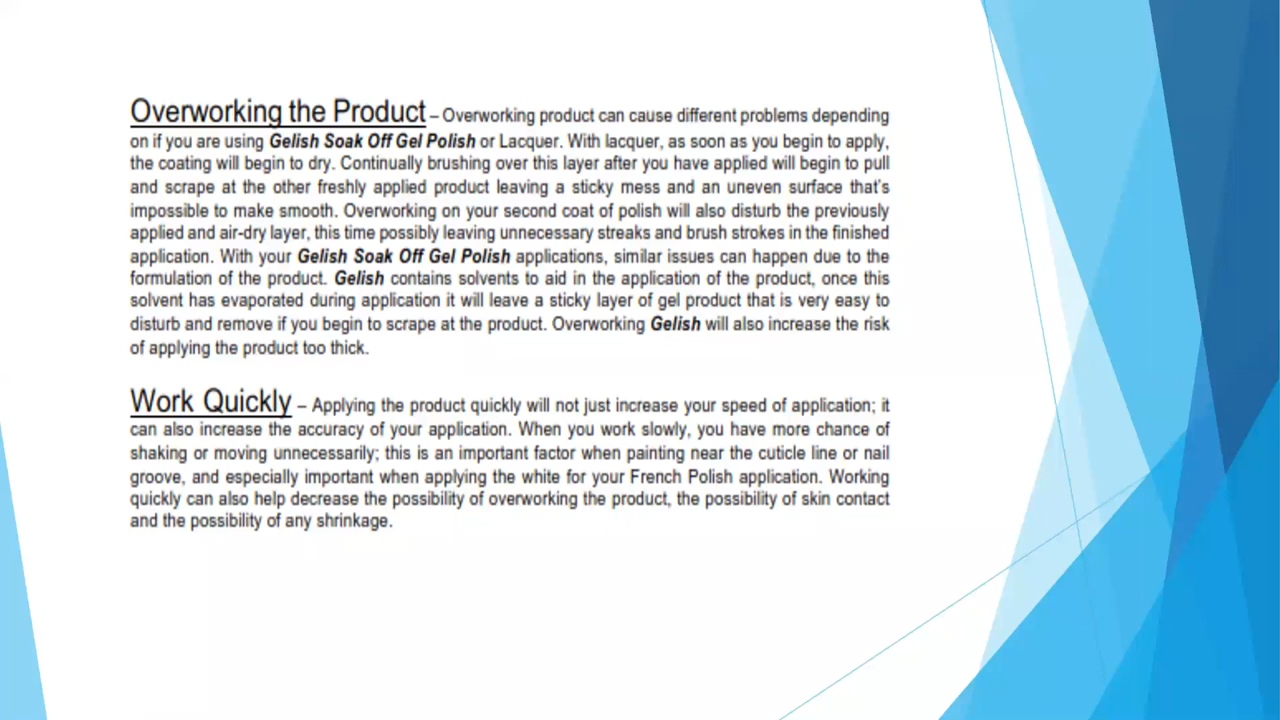 Overworking the Product – Overworking product can cause different problems depending
on if you are using Gelish Soak Off Gel Polish or Lacquer. With lacquer, as soon as you begin to apply,
the coating will begin to dry. Continually brushing over this layer after you have applied will begin to pull
and scrape at the other freshly applied product leaving a sticky mess and an uneven surface that's
impossible to make smooth. Overworking on your second coat of polish will also disturb the previously
applied and air-dry layer, this time possibly leaving unnecessary streaks and brush strokes in the finished
application. With your Gelish Soak Off Gel Polish applications, similar issues can happen due to the
formulation of the product. Gelish contains solvents to aid in the application of the product, once this
solvent has evaporated during application it will leave a sticky layer of gel product that is very easy to
disturb and remove if you begin to scrape at the product. Overworking Gelish will also increase the risk
of applying the product too thick.
Work Quickly – Applying the product quickly will not just increase your speed of application; it
can also increase the accuracy of your application. When you work slowly, you have more chance of
shaking or moving unnecessarily; this is an important factor when painting near the cuticle line or nail
groove, and especially important when applying the white for your French Polish application. Working
quickly can also help decrease the possibility of overworking the product, the possibility of skin contact
and the possibility of any shrinkage.